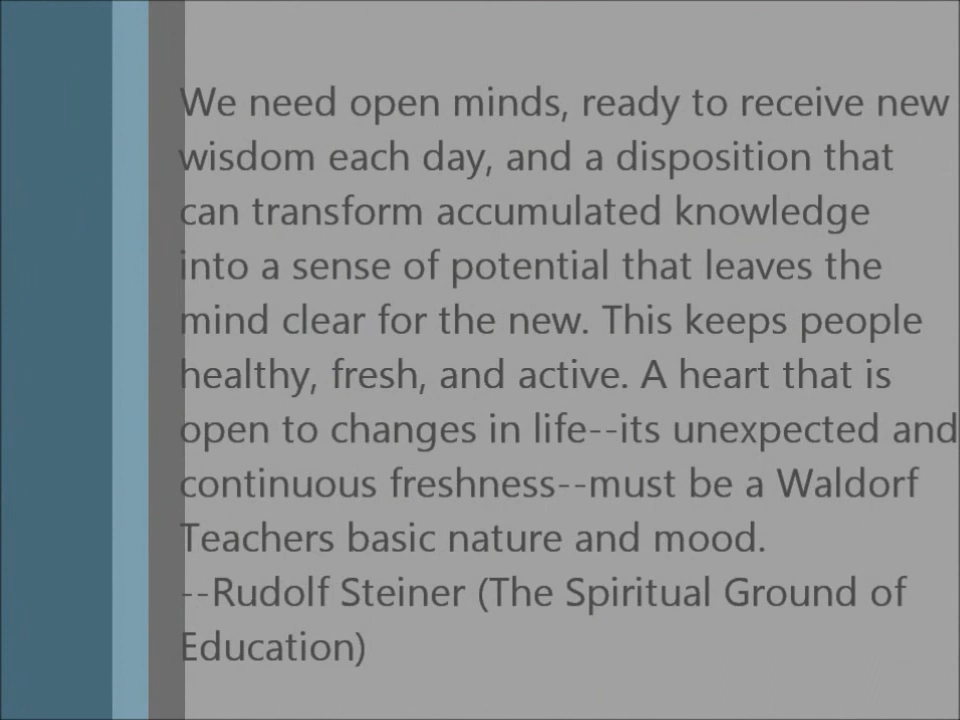 We need open minds, ready to receive new
wisdom each day, and a disposition that
can transform accumulated knowledge
into a sense of potential that leaves the
mind clear for the new. This keeps people
healthy, fresh, and active. A heart that is
open to changes in life--its unexpected and
continuous freshness--must be a Waldorf
Teachers basic nature and mood.
--Rudolf Steiner (The Spiritual Ground of
Education)